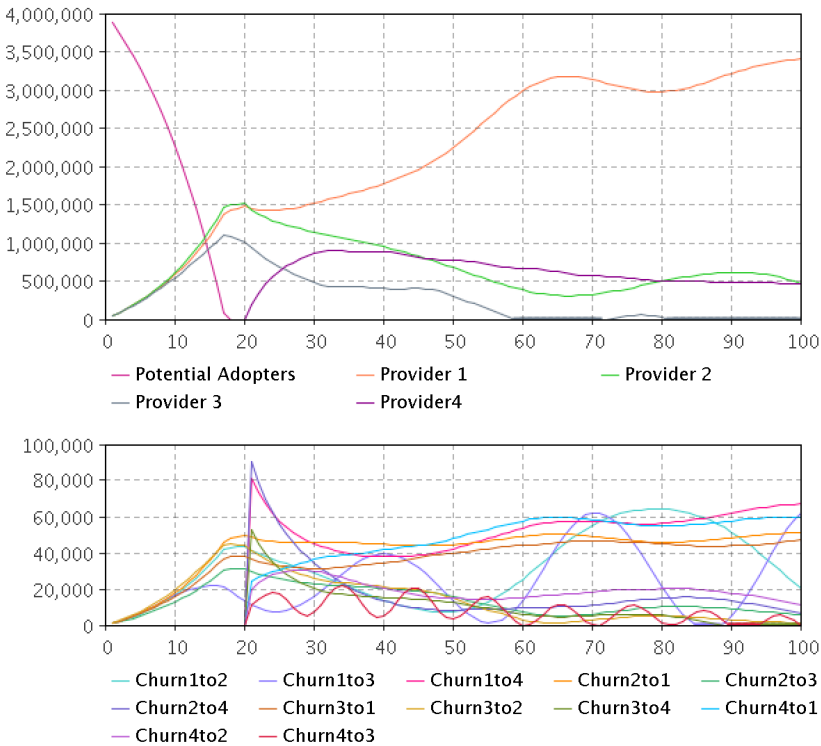 4,000,000
3,500,000
3,000,000
2,500,000
2,000,000
1,500,000
1,000,000
500,000
0
0 10 20 30 40 50 60 70 80 90 100
Potential Adopters Provider 1 Provider 2
Provider 3 Provider4
100,000
80,000
60,000
40,000
20,000
0
0 10 20 30 40 50 60 70 80 90 100
Churn1to2 Churn1to3 Churn1to4 Churn2to1 Churn2to3
Churn2to4 Churn3to1 Churn3to2 Churn3to4 Churn4to1
Churn4to2 Churn4to3